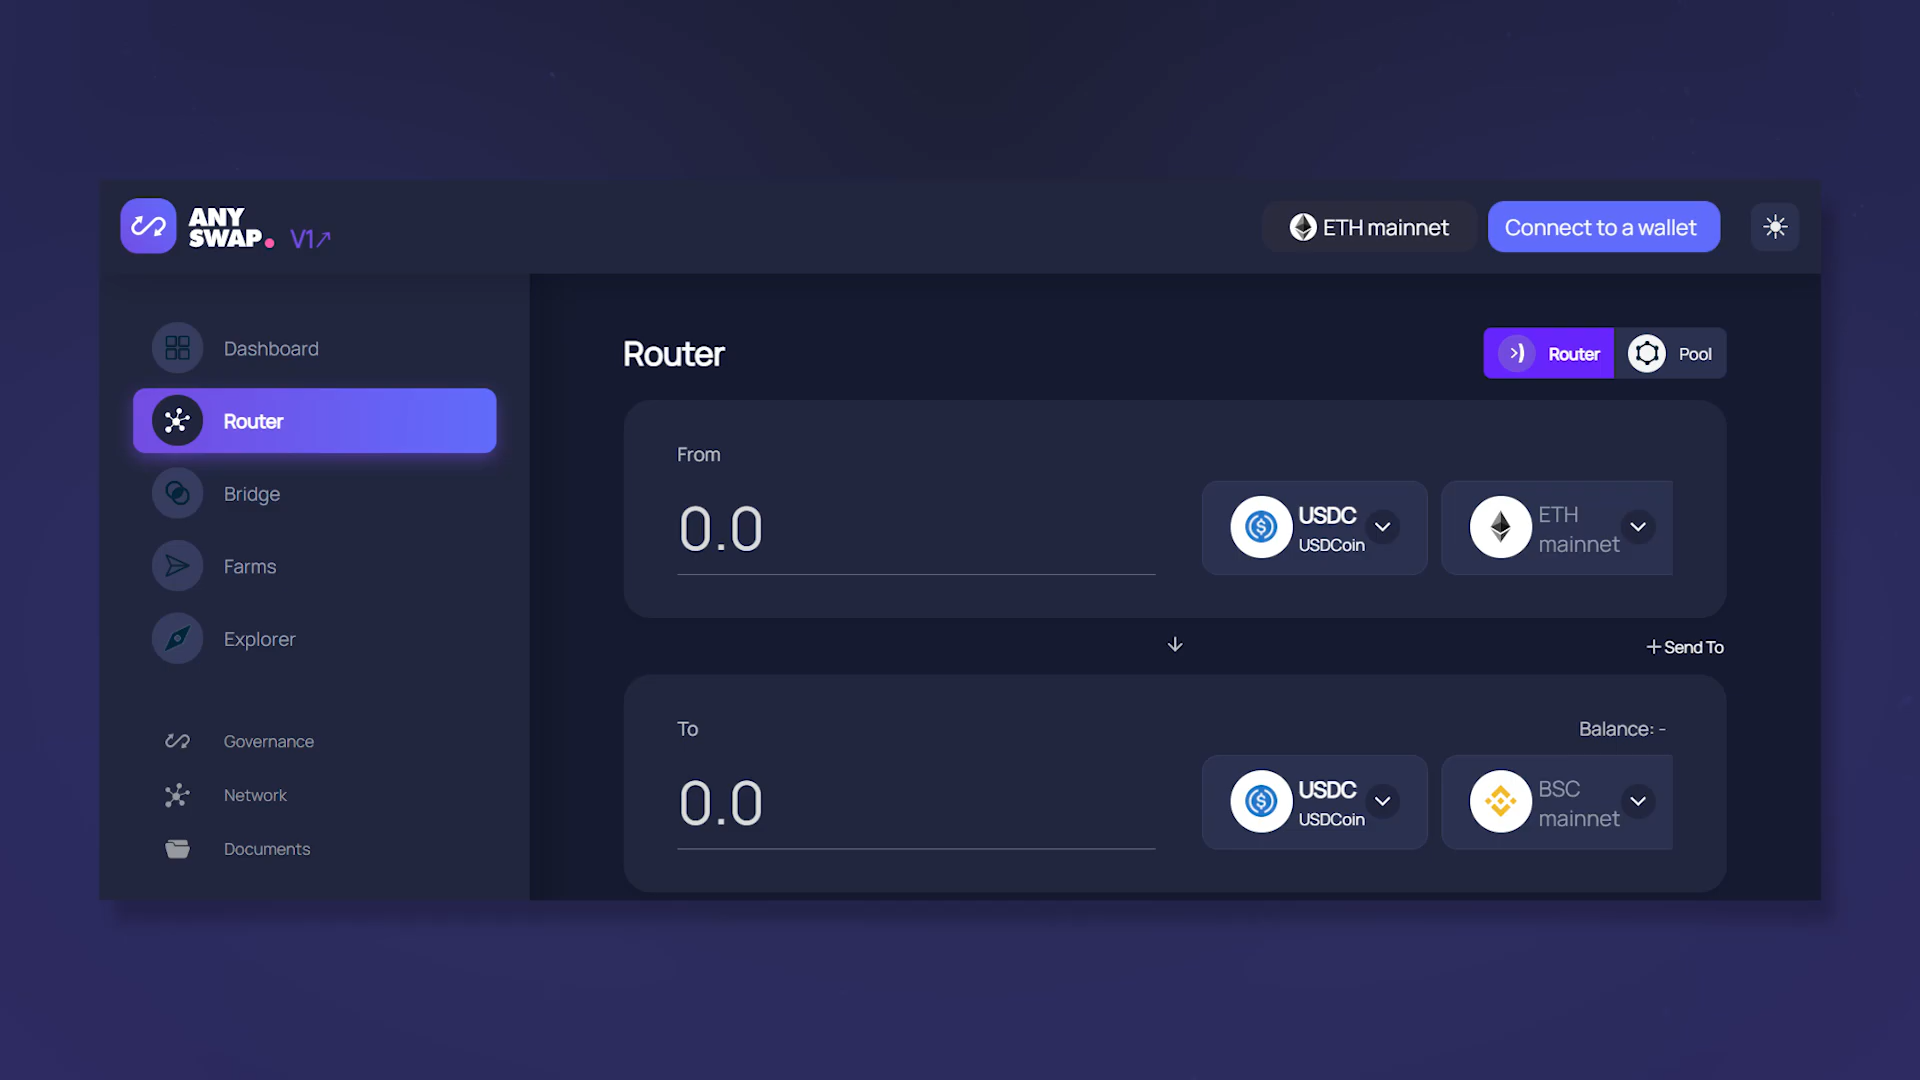 ANY
SWAP.
V1↗
ETH mainnet
Connect to a wallet
Dashboard
Router
Bridge
Farms
Explorer
Governance
Network
Documents
Router
Router
Pool
From
0.0
USDC
USDCoin
ETH
mainnet
+ Send To
To
Balance: -
0.0
USDC
USDCoin
BSC
mainnet